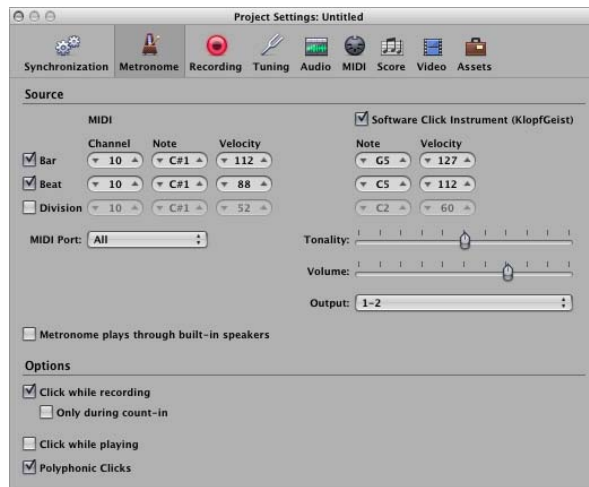 Project Settings: Untitled
Synchronization Metronome Recording Tuning Audio MIDI Score Video Assets
Source
MIDI
Software Click Instrument (KlopfGeist)
Channel Note Velocity Note Velocity
Bar 10 C#1 112 G5 127
Beat 10 C#1 88 C5 112
Division 10 C#1 52 C2 60
MIDI Port: All
Tonality:
Volume:
Output: 1-2
Metronome plays through built-in speakers
Options
Click while recording
Only during count-in
Click while playing
Polyphonic Clicks